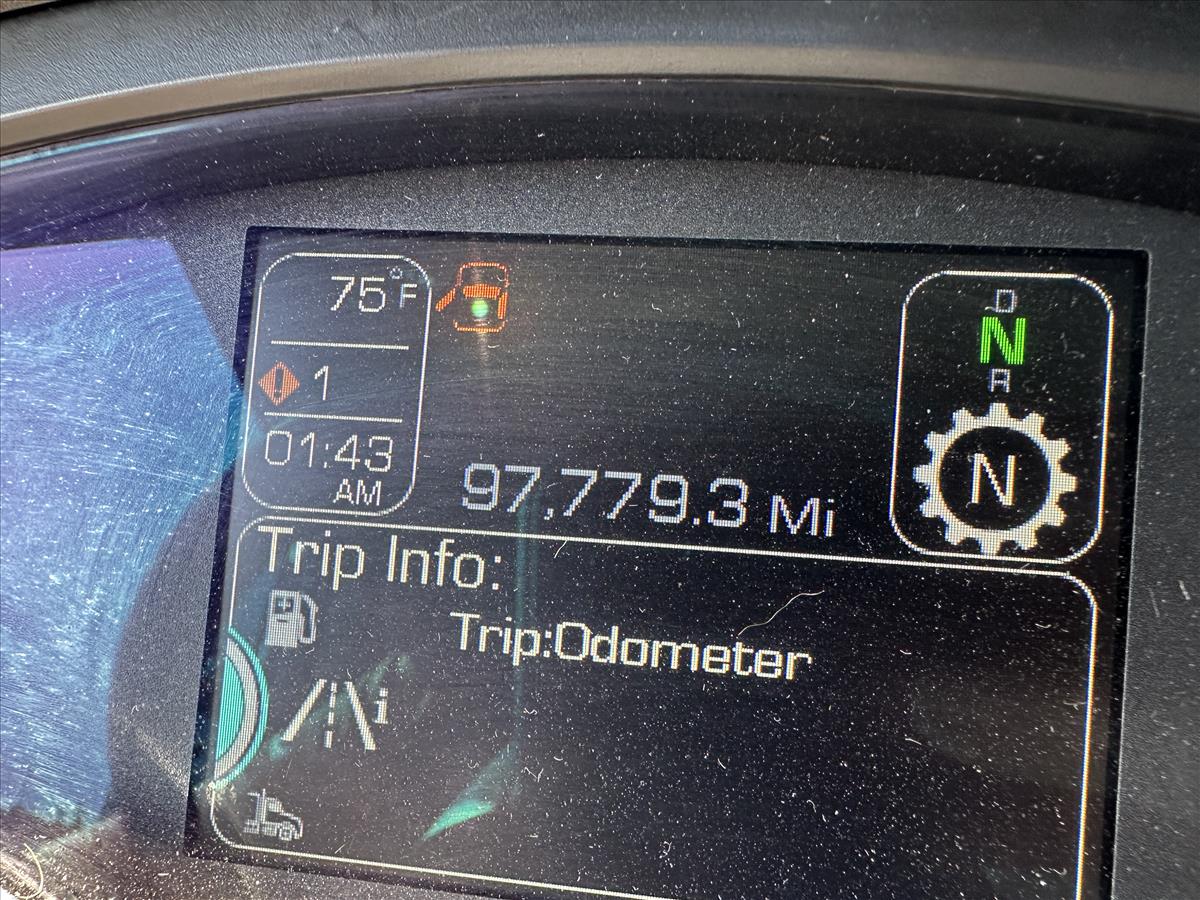 75°F
1
01:43
AM
D
N
R
N
97,779.3 Mi
Trip Info:
Trip:Odometer
i